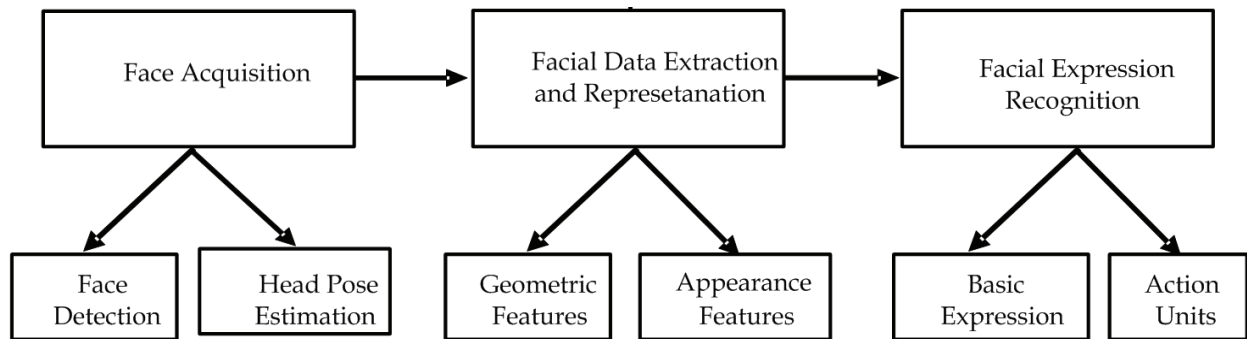 Face Acquisition
Facial Data Extraction
and Represetanation
Facial Expression
Recognition
Face
Detection
Head Pose
Estimation
Geometric
Features
Appearance
Features
Basic
Expression
Action
Units